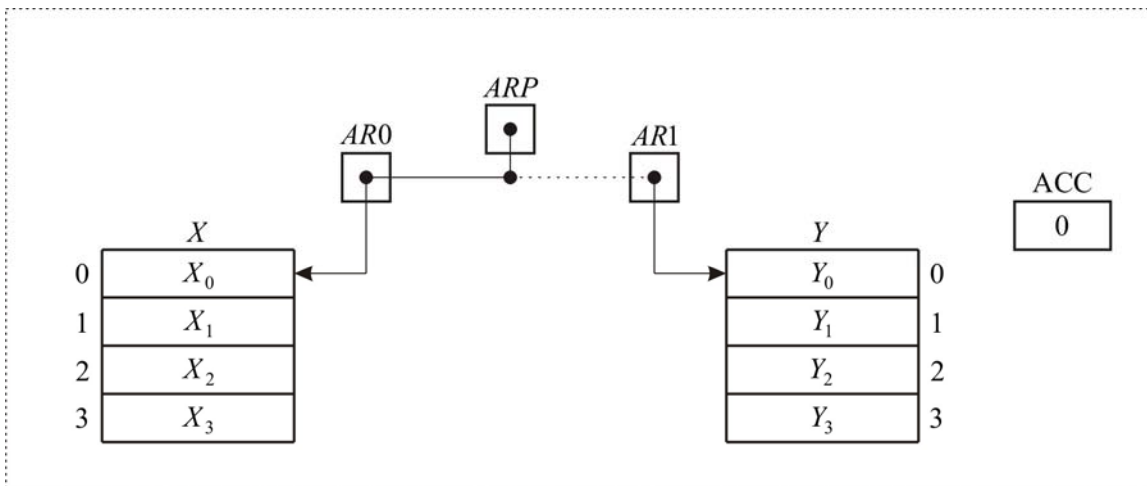 ARP
AR0
AR1
ACC
0
X
Y
0 X₀ Y₀ 0
1 X₁ Y₁ 1
2 X₂ Y₂ 2
3 X₃ Y₃ 3